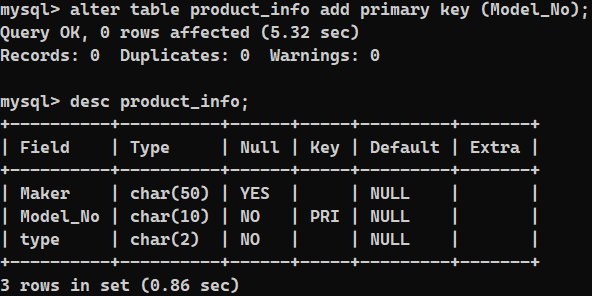 mysql> alter table product_info add primary key (Model_No);
Query OK, 0 rows affected (5.32 sec)
Records: 0  Duplicates: 0  Warnings: 0

mysql> desc product_info;
+----------+----------+------+-----+---------+-------+
| Field    | Type     | Null | Key | Default | Extra |
+----------+----------+------+-----+---------+-------+
| Maker    | char(50) | YES  |     | NULL    |       |
| Model_No | char(10) | NO   | PRI | NULL    |       |
| type     | char(2)  | NO   |     | NULL    |       |
+----------+----------+------+-----+---------+-------+
3 rows in set (0.86 sec)